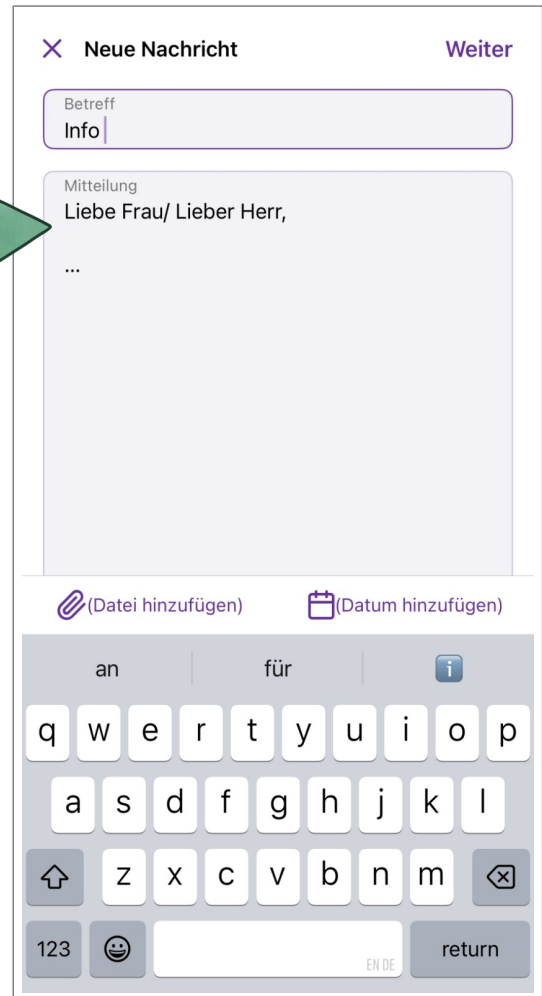 Neue Nachricht Weiter
Betreff
Info
Mitteilung
Liebe Frau/ Lieber Herr,
...
(Datei hinzufügen) (Datum hinzufügen)
an für i
q w e r t y u i o p
a s d f g h j k l
z x c v b n m
123 EN DE return